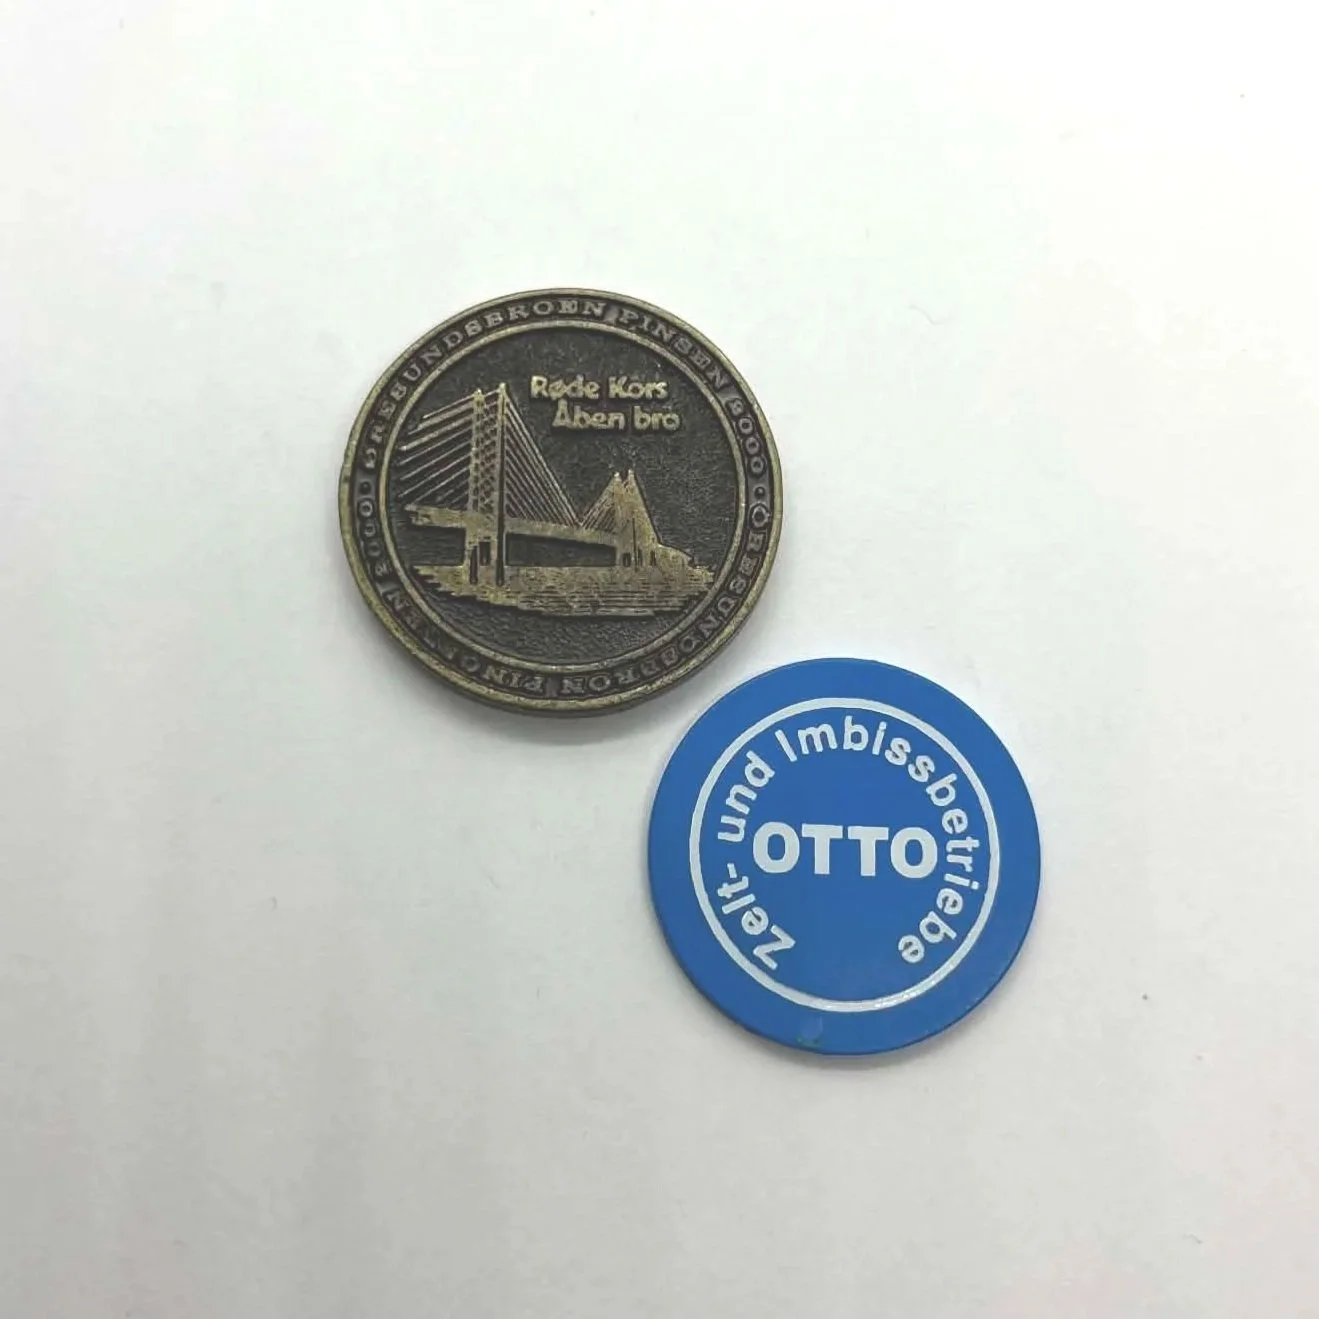 ØRESUNDSBROEN PINSEN 2000 · ÖRESUNDSBRON PINGSTEN 2000 ·
Røde Kors
Åben bro
Zelt- und Imbissbetriebe
OTTO